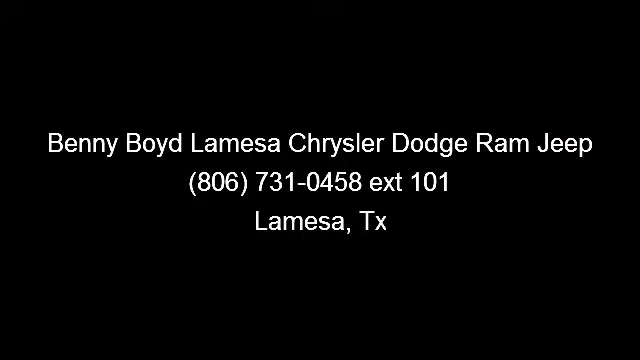 Benny Boyd Lamesa Chrysler Dodge Ram Jeep
(806) 731-0458 ext 101
Lamesa, Tx